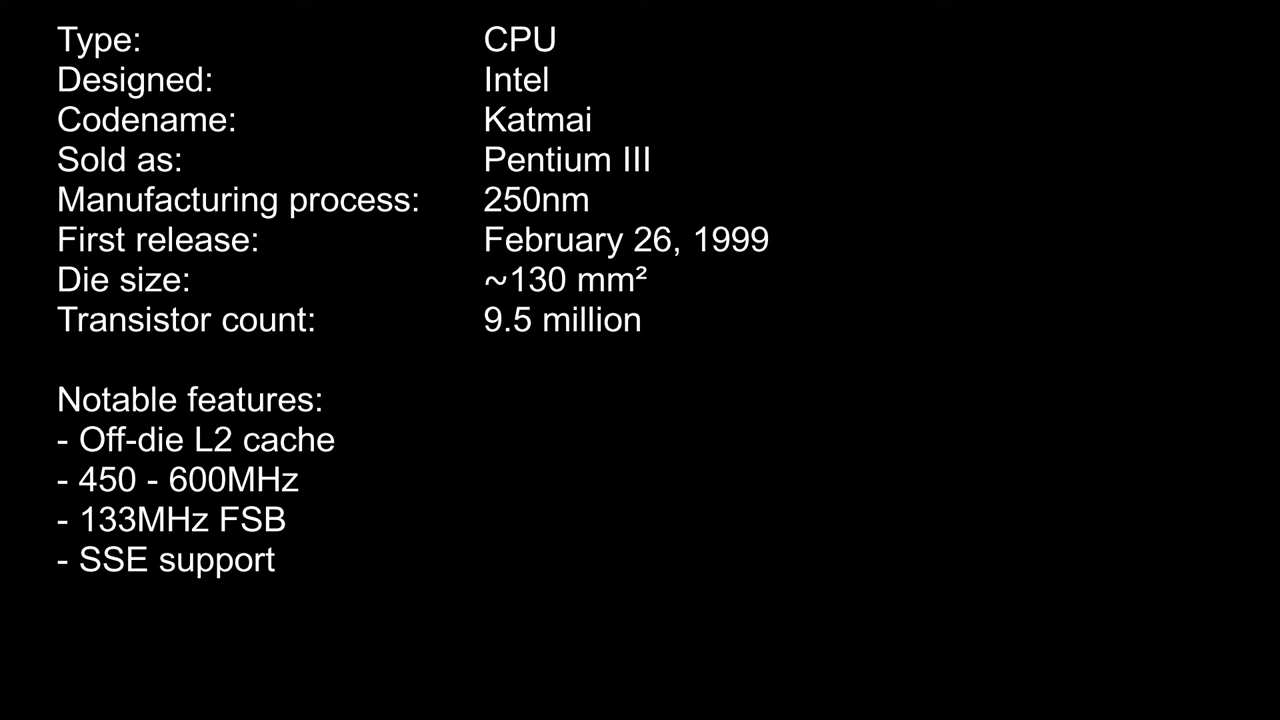 Type: CPU
Designed: Intel
Codename: Katmai
Sold as: Pentium III
Manufacturing process: 250nm
First release: February 26, 1999
Die size: ~130 mm²
Transistor count: 9.5 million
Notable features:
- Off-die L2 cache
- 450 - 600MHz
- 133MHz FSB
- SSE support